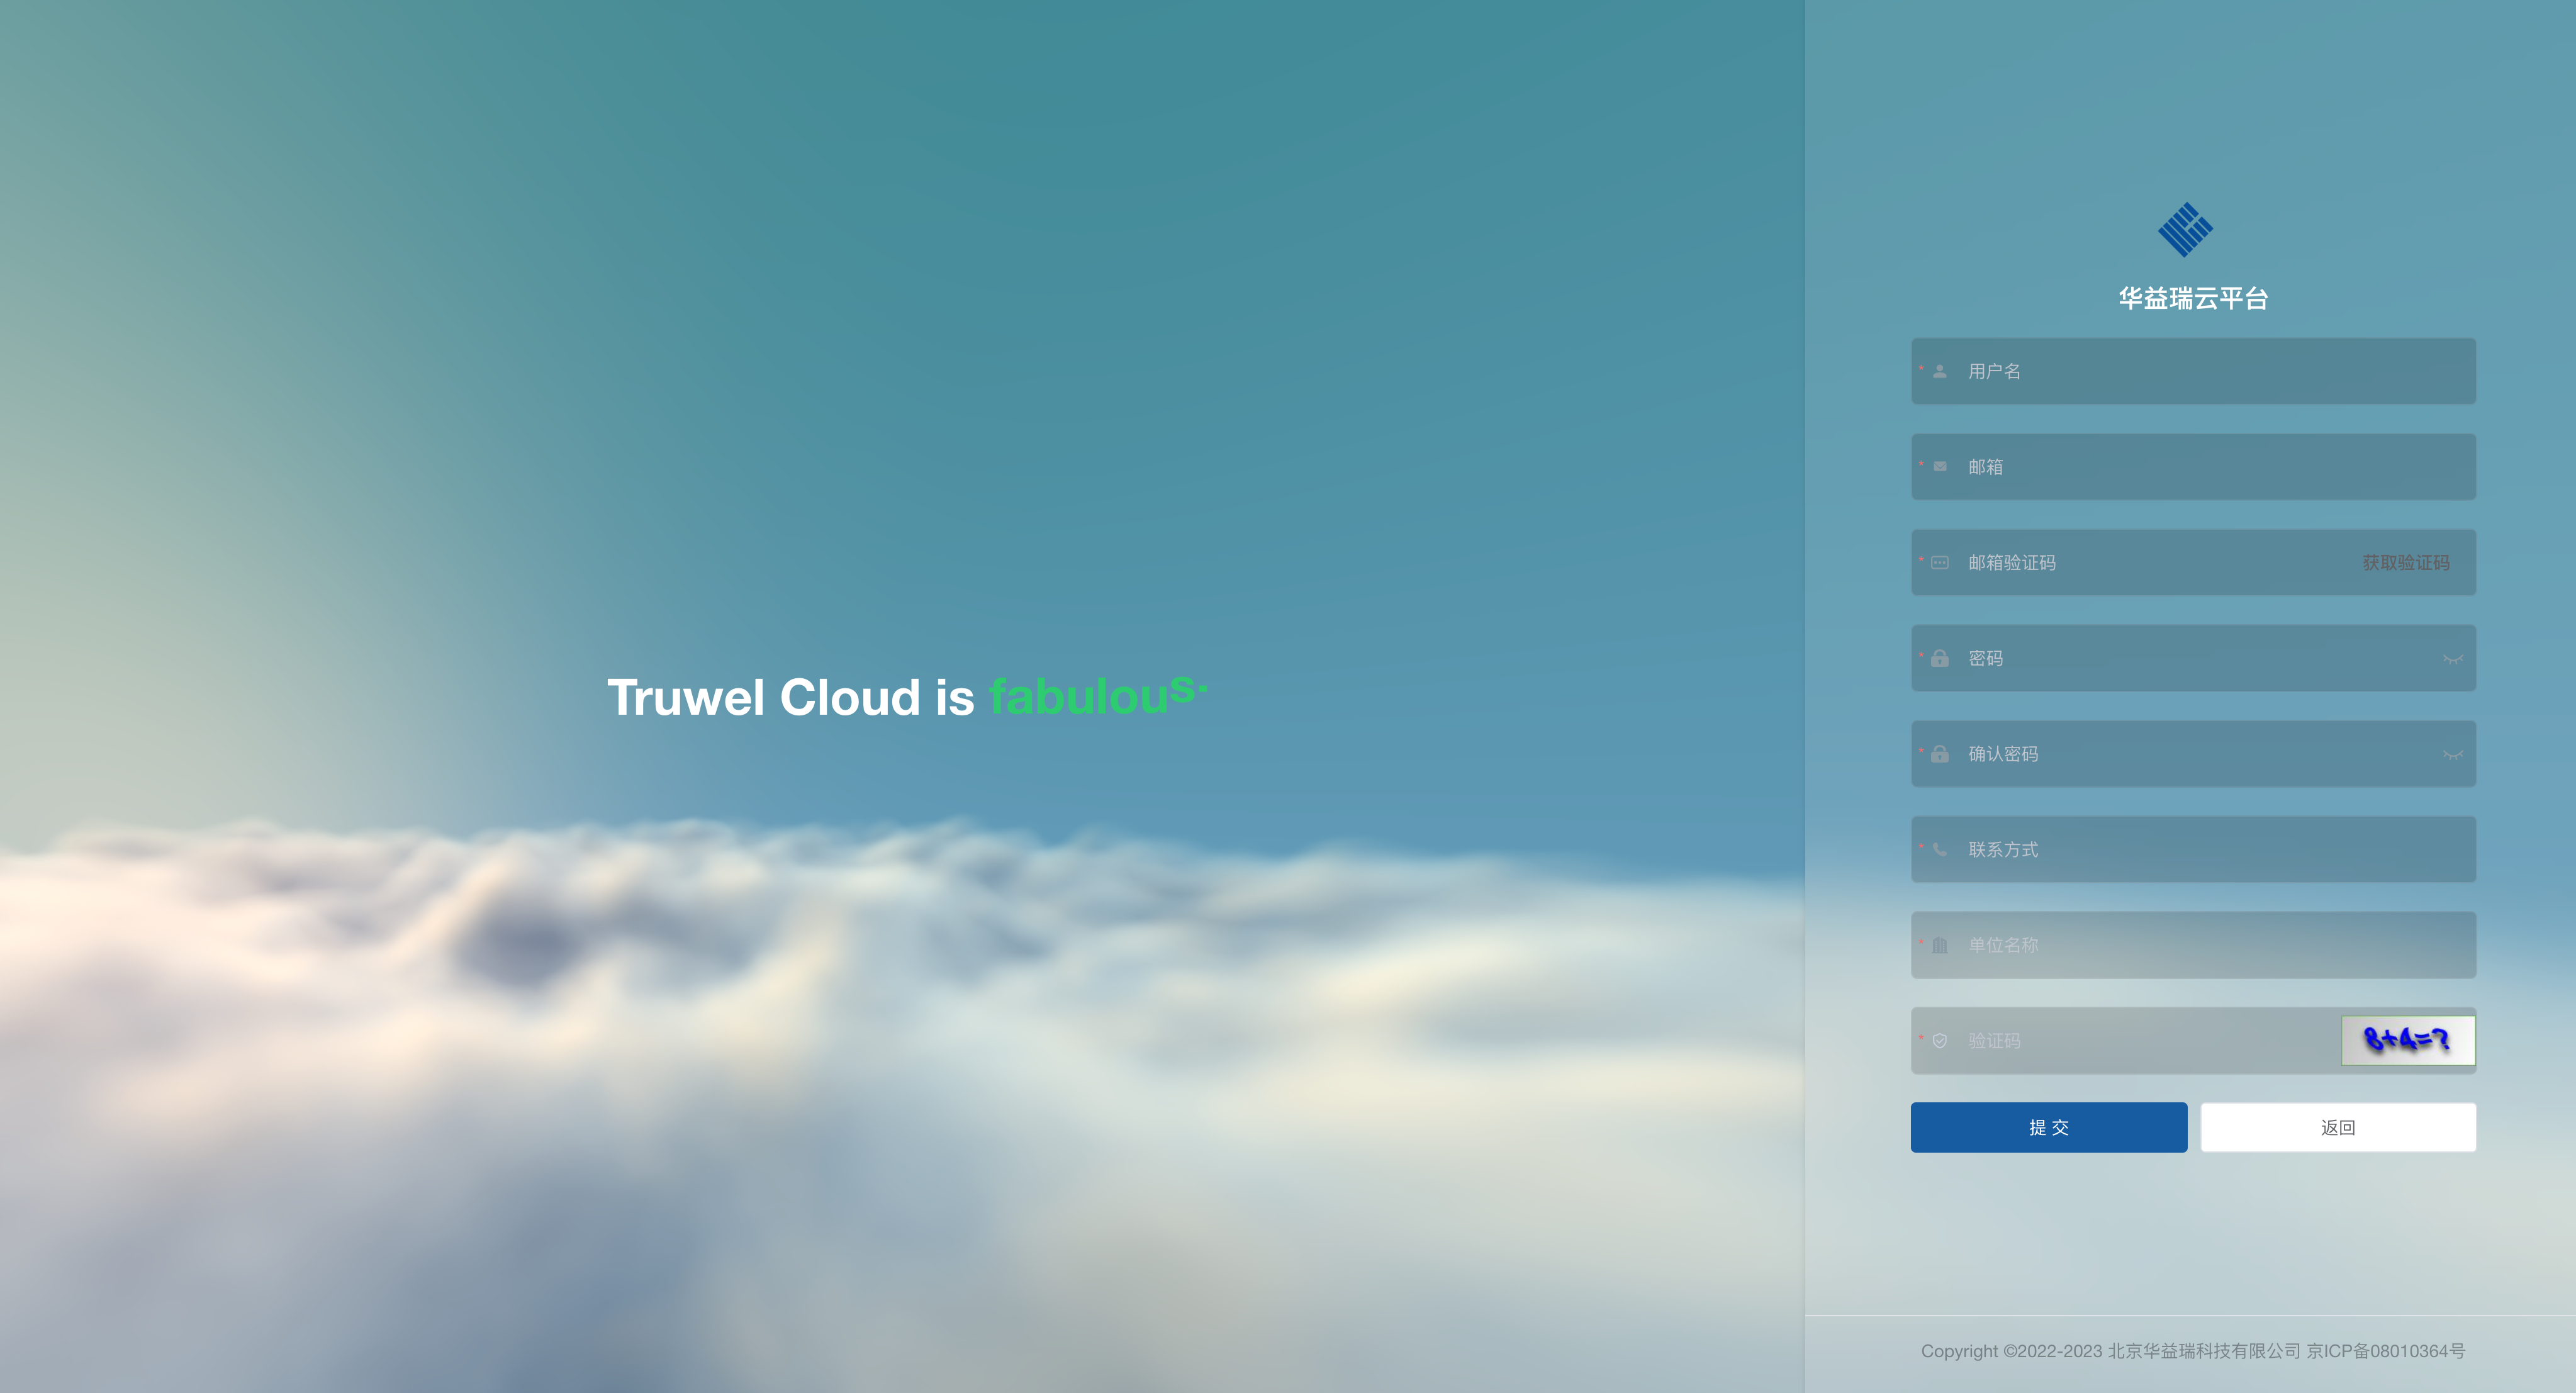 Truwel Cloud is fabulous.
华益瑞云平台
* 用户名
* 邮箱
* 邮箱验证码 获取验证码
* 密码
* 确认密码
* 联系方式
* 单位名称
* 验证码 8+4=?
提 交 返回
Copyright ©2022-2023 北京华益瑞科技有限公司 京ICP备08010364号